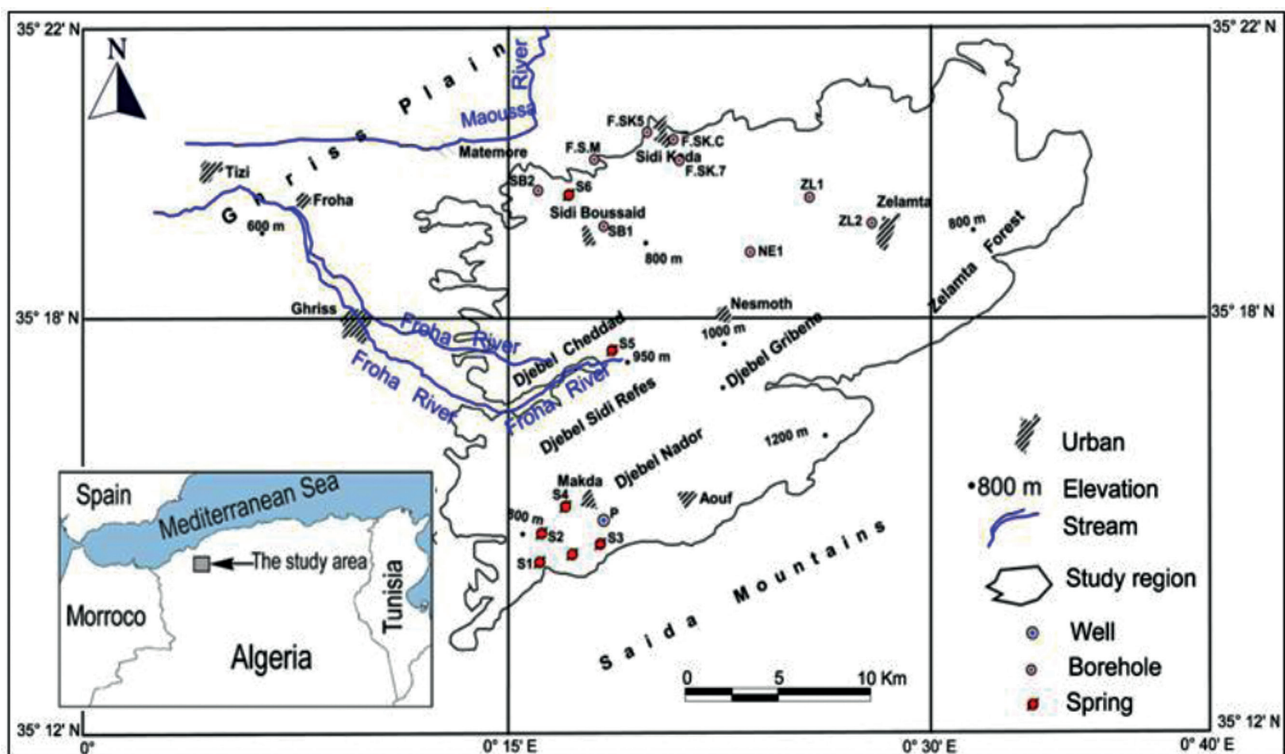 35° 22' N
35° 22' N
N
Ghriss Plain
Maoussa River
Matemore
F.SK5
F.SK.C
Sidi Kada
F.SK.7
F.S.M
Tizi
Froha
600 m
SB2
S6
Sidi Boussaid
SB1
800 m
ZL1
Zelamta
ZL2
NE1
800 m
Zelamta Forest
35° 18' N
35° 18' N
Ghriss
Froha River
Froha River
Froha River
Djebel Cheddad
S5
950 m
Nesmoth
1000 m
Djebel Gribene
Djebel Sidi Refes
Djebel Nador
1200 m
Makda
S4
P
Aouf
800 m
S2
S3
S1
Saida Mountains
Spain
Mediterranean Sea
The study area
Morroco
Algeria
Tunisia
Urban
800 m Elevation
Stream
Study region
Well
Borehole
Spring
0 5 10 Km
35° 12' N
35° 12' N
0° 0° 15' E 0° 30' E 0° 40' E